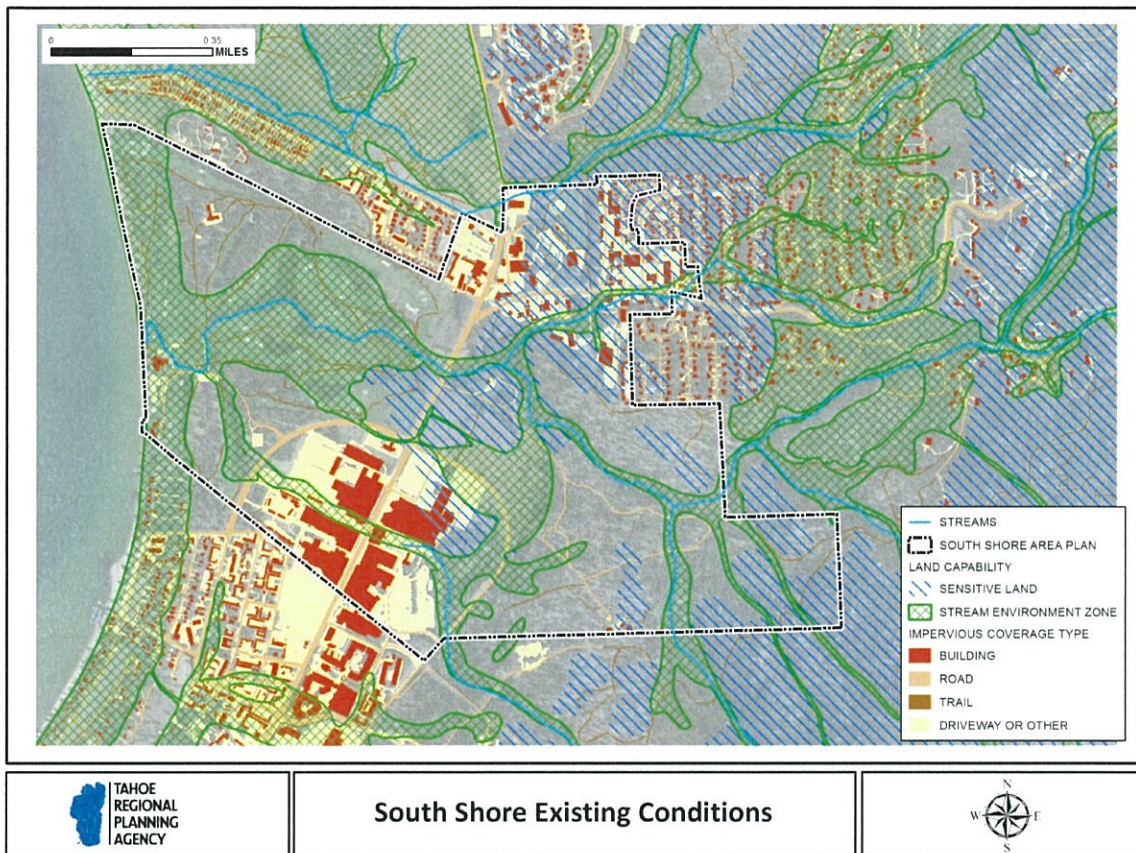 0 0.35
MILES
STREAMS
SOUTH SHORE AREA PLAN
LAND CAPABILITY
SENSITIVE LAND
STREAM ENVIRONMENT ZONE
IMPERVIOUS COVERAGE TYPE
BUILDING
ROAD
TRAIL
DRIVEWAY OR OTHER
TAHOE
REGIONAL
PLANNING
AGENCY
South Shore Existing Conditions
N
W E
S